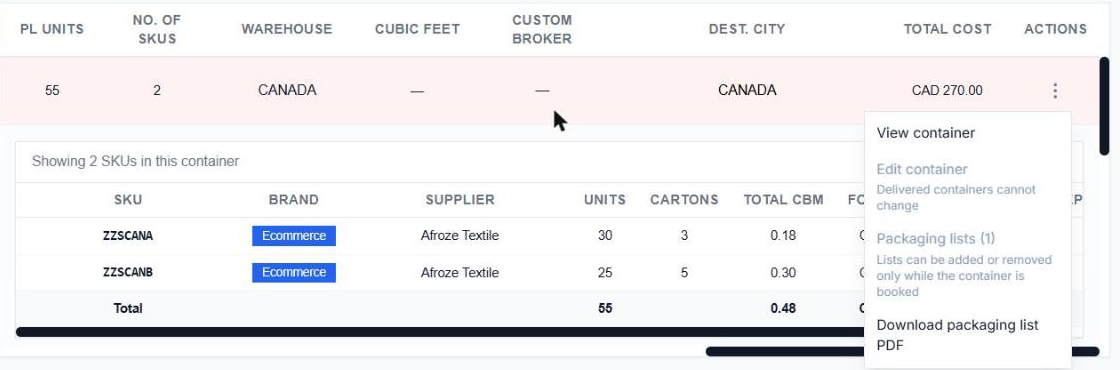 PL UNITS NO. OF SKUS WAREHOUSE CUBIC FEET CUSTOM BROKER DEST. CITY TOTAL COST ACTIONS
55 2 CANADA — — CANADA CAD 270.00
View container
Edit container
Delivered containers cannot
change
Packaging lists (1)
Lists can be added or removed
only while the container is
booked
Download packaging list
PDF
Showing 2 SKUs in this container
SKU BRAND SUPPLIER UNITS CARTONS TOTAL CBM
ZZSCANA Ecommerce Afroze Textile 30 3 0.18
ZZSCANB Ecommerce Afroze Textile 25 5 0.30
Total 55 0.48